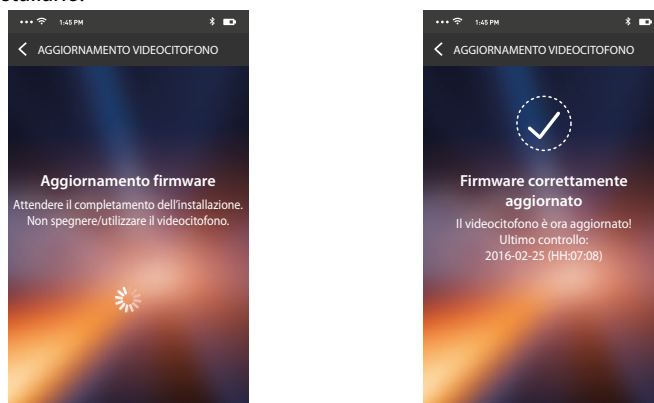 1:45 PM
AGGIORNAMENTO VIDEOCITOFONO
Aggiornamento firmware
Attendere il completamento dell'installazione.
Non spegnere/utilizzare il videocitofono.
1:45 PM
AGGIORNAMENTO VIDEOCITOFONO
Firmware correttamente
aggiornato
Il videocitofono è ora aggiornato!
Ultimo controllo:
2016-02-25 (HH:07:08)